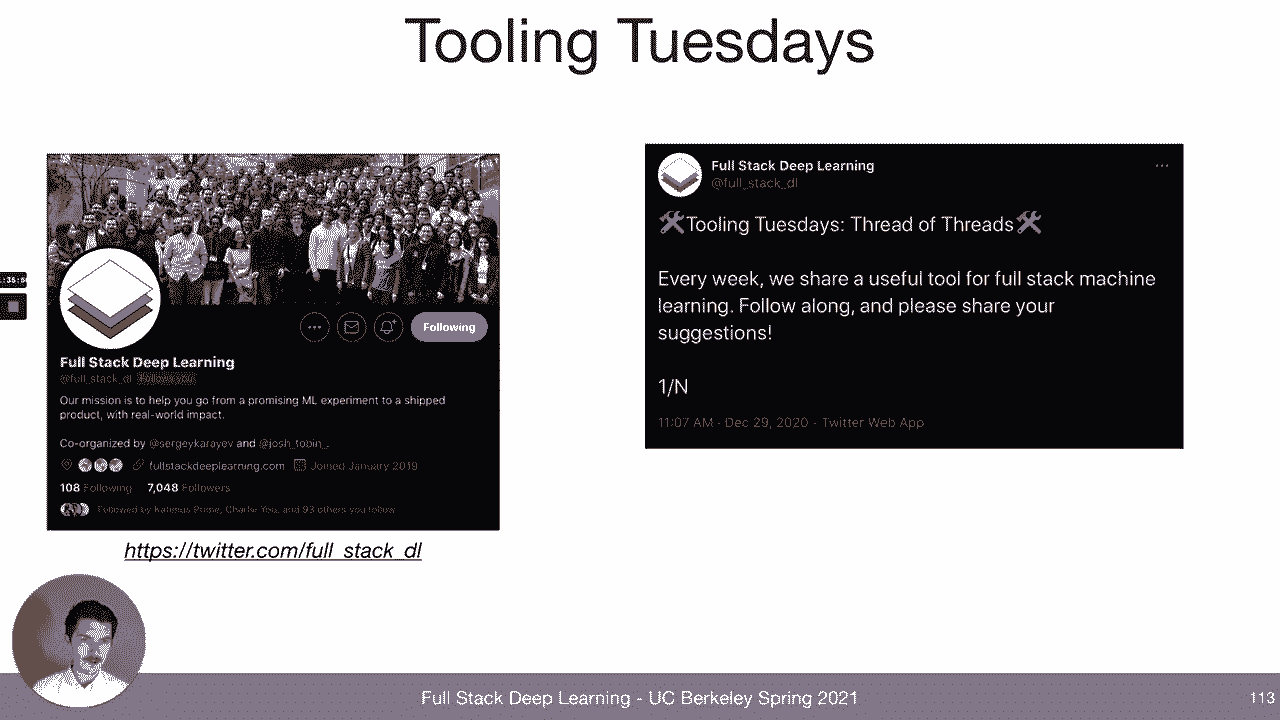 Tooling Tuesdays
Full Stack Deep Learning
@full_stack_dl
Following
Our mission is to help you go from a promising ML experiment to a shipped
product, with real-world impact.
Co-organized by @sergeykarayev and @josh_tobin_.
fullstackdeeplearning.com Joined January 2019
108 Following 7,048 Followers
Followed by and 93 others you follow
https://twitter.com/full_stack_dl
Full Stack Deep Learning
@full_stack_dl
Tooling Tuesdays: Thread of Threads
Every week, we share a useful tool for full stack machine
learning. Follow along, and please share your
suggestions!
1/N
11:07 AM · Dec 29, 2020 · Twitter Web App
Full Stack Deep Learning - UC Berkeley Spring 2021
113